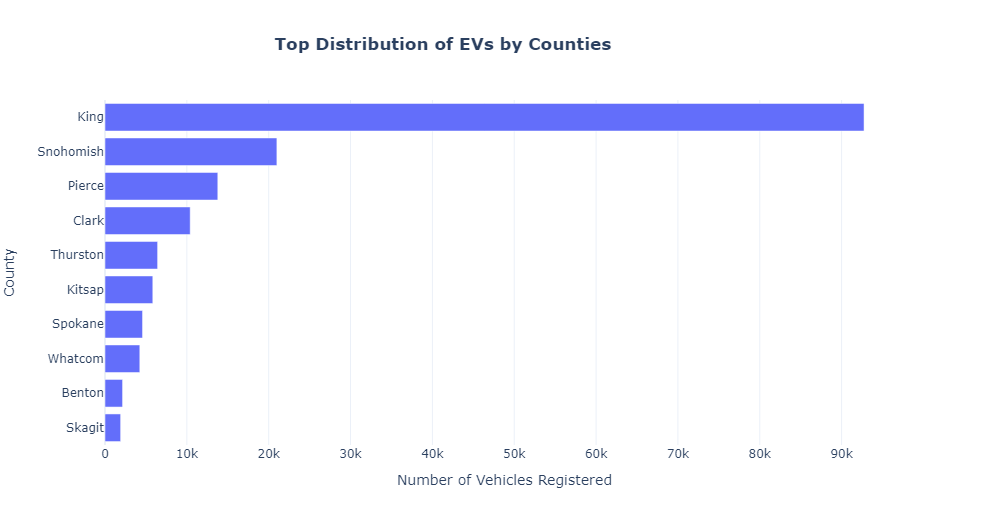 Top Distribution of EVs by Counties
County
King
Snohomish
Pierce
Clark
Thurston
Kitsap
Spokane
Whatcom
Benton
Skagit
0 10k 20k 30k 40k 50k 60k 70k 80k 90k
Number of Vehicles Registered